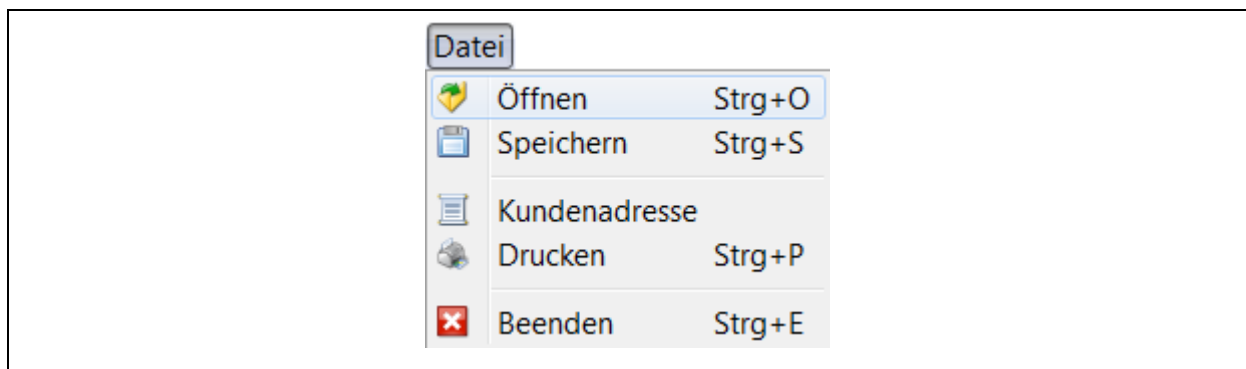 Datei
Öffnen Strg+O
Speichern Strg+S
Kundenadresse
Drucken Strg+P
Beenden Strg+E